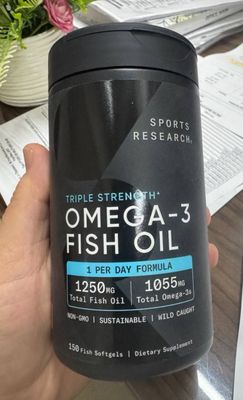 SPORTS
RESEARCH®
TRIPLE STRENGTH*
OMEGA-3
FISH OIL
1 PER DAY FORMULA
1250MG
Total Fish Oil
1055MG
Total Omega-3s
NON-GMO | SUSTAINABLE | WILD CAUGHT
150 Fish Softgels | Dietary Supplement